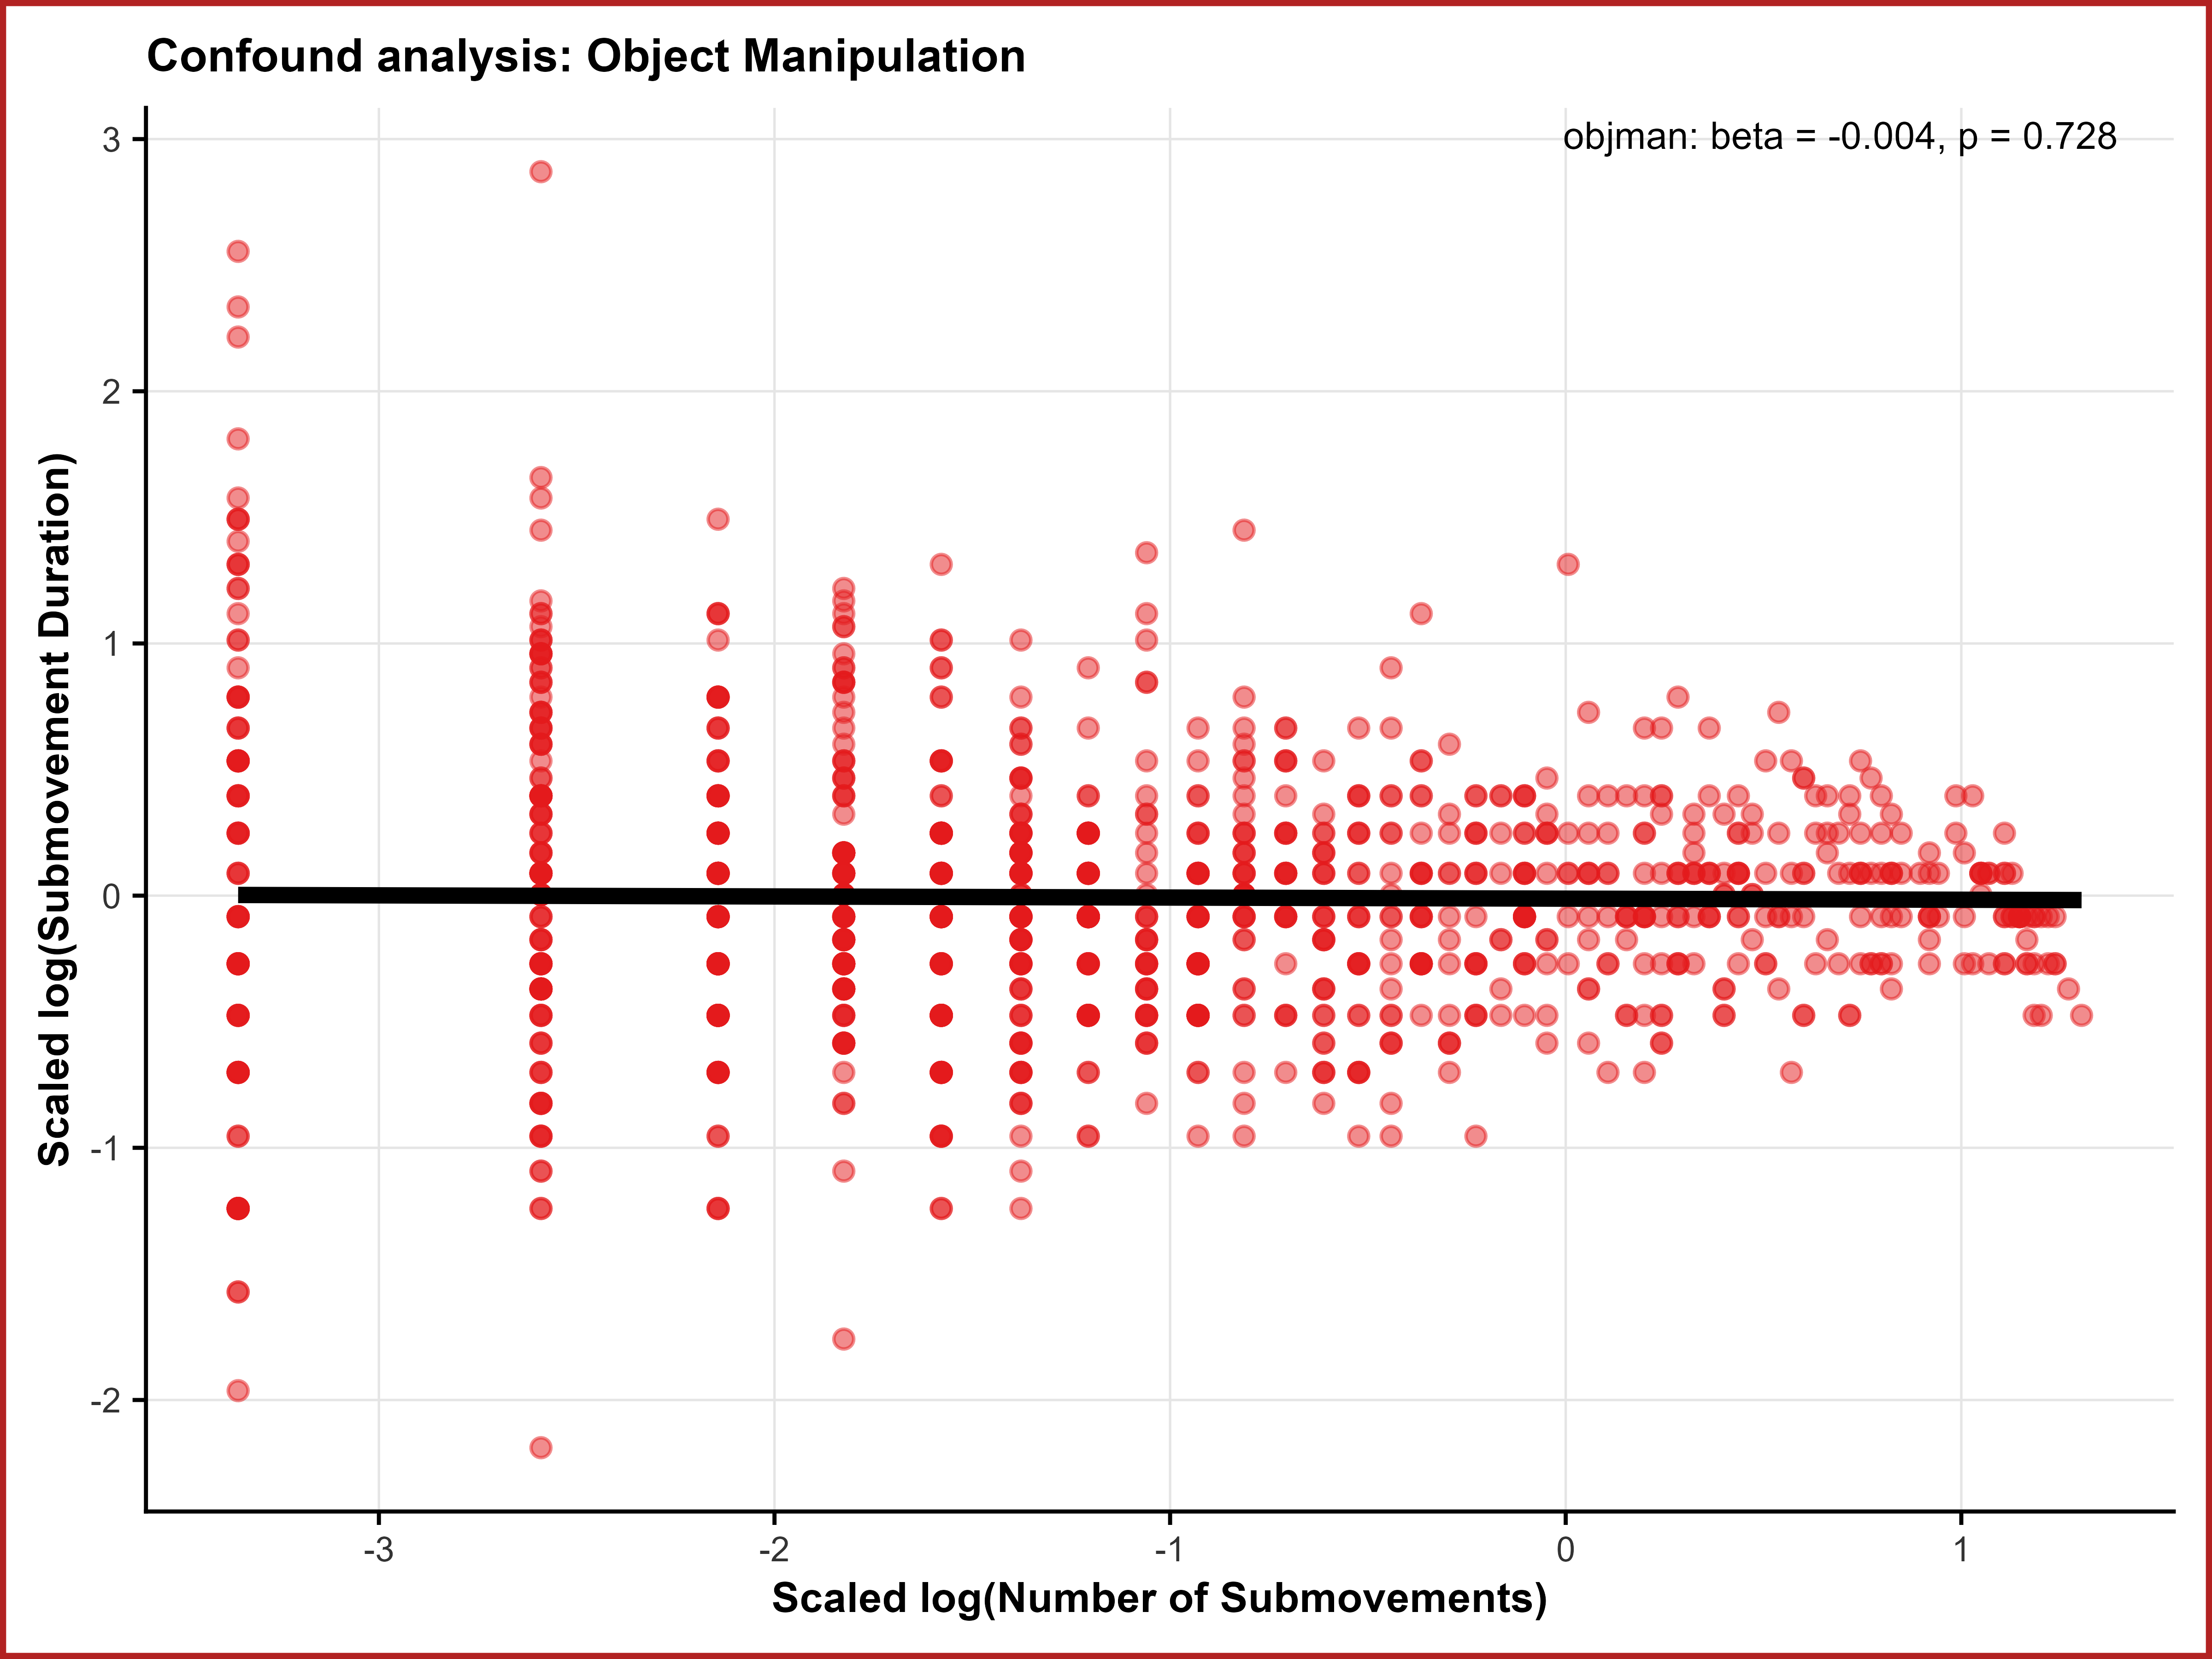 Confound analysis: Object Manipulation
objman: beta = -0.004, p = 0.728
Scaled log(Submovement Duration)
3
2
1
0
-1
-2
-3 -2 -1 0 1
Scaled log(Number of Submovements)